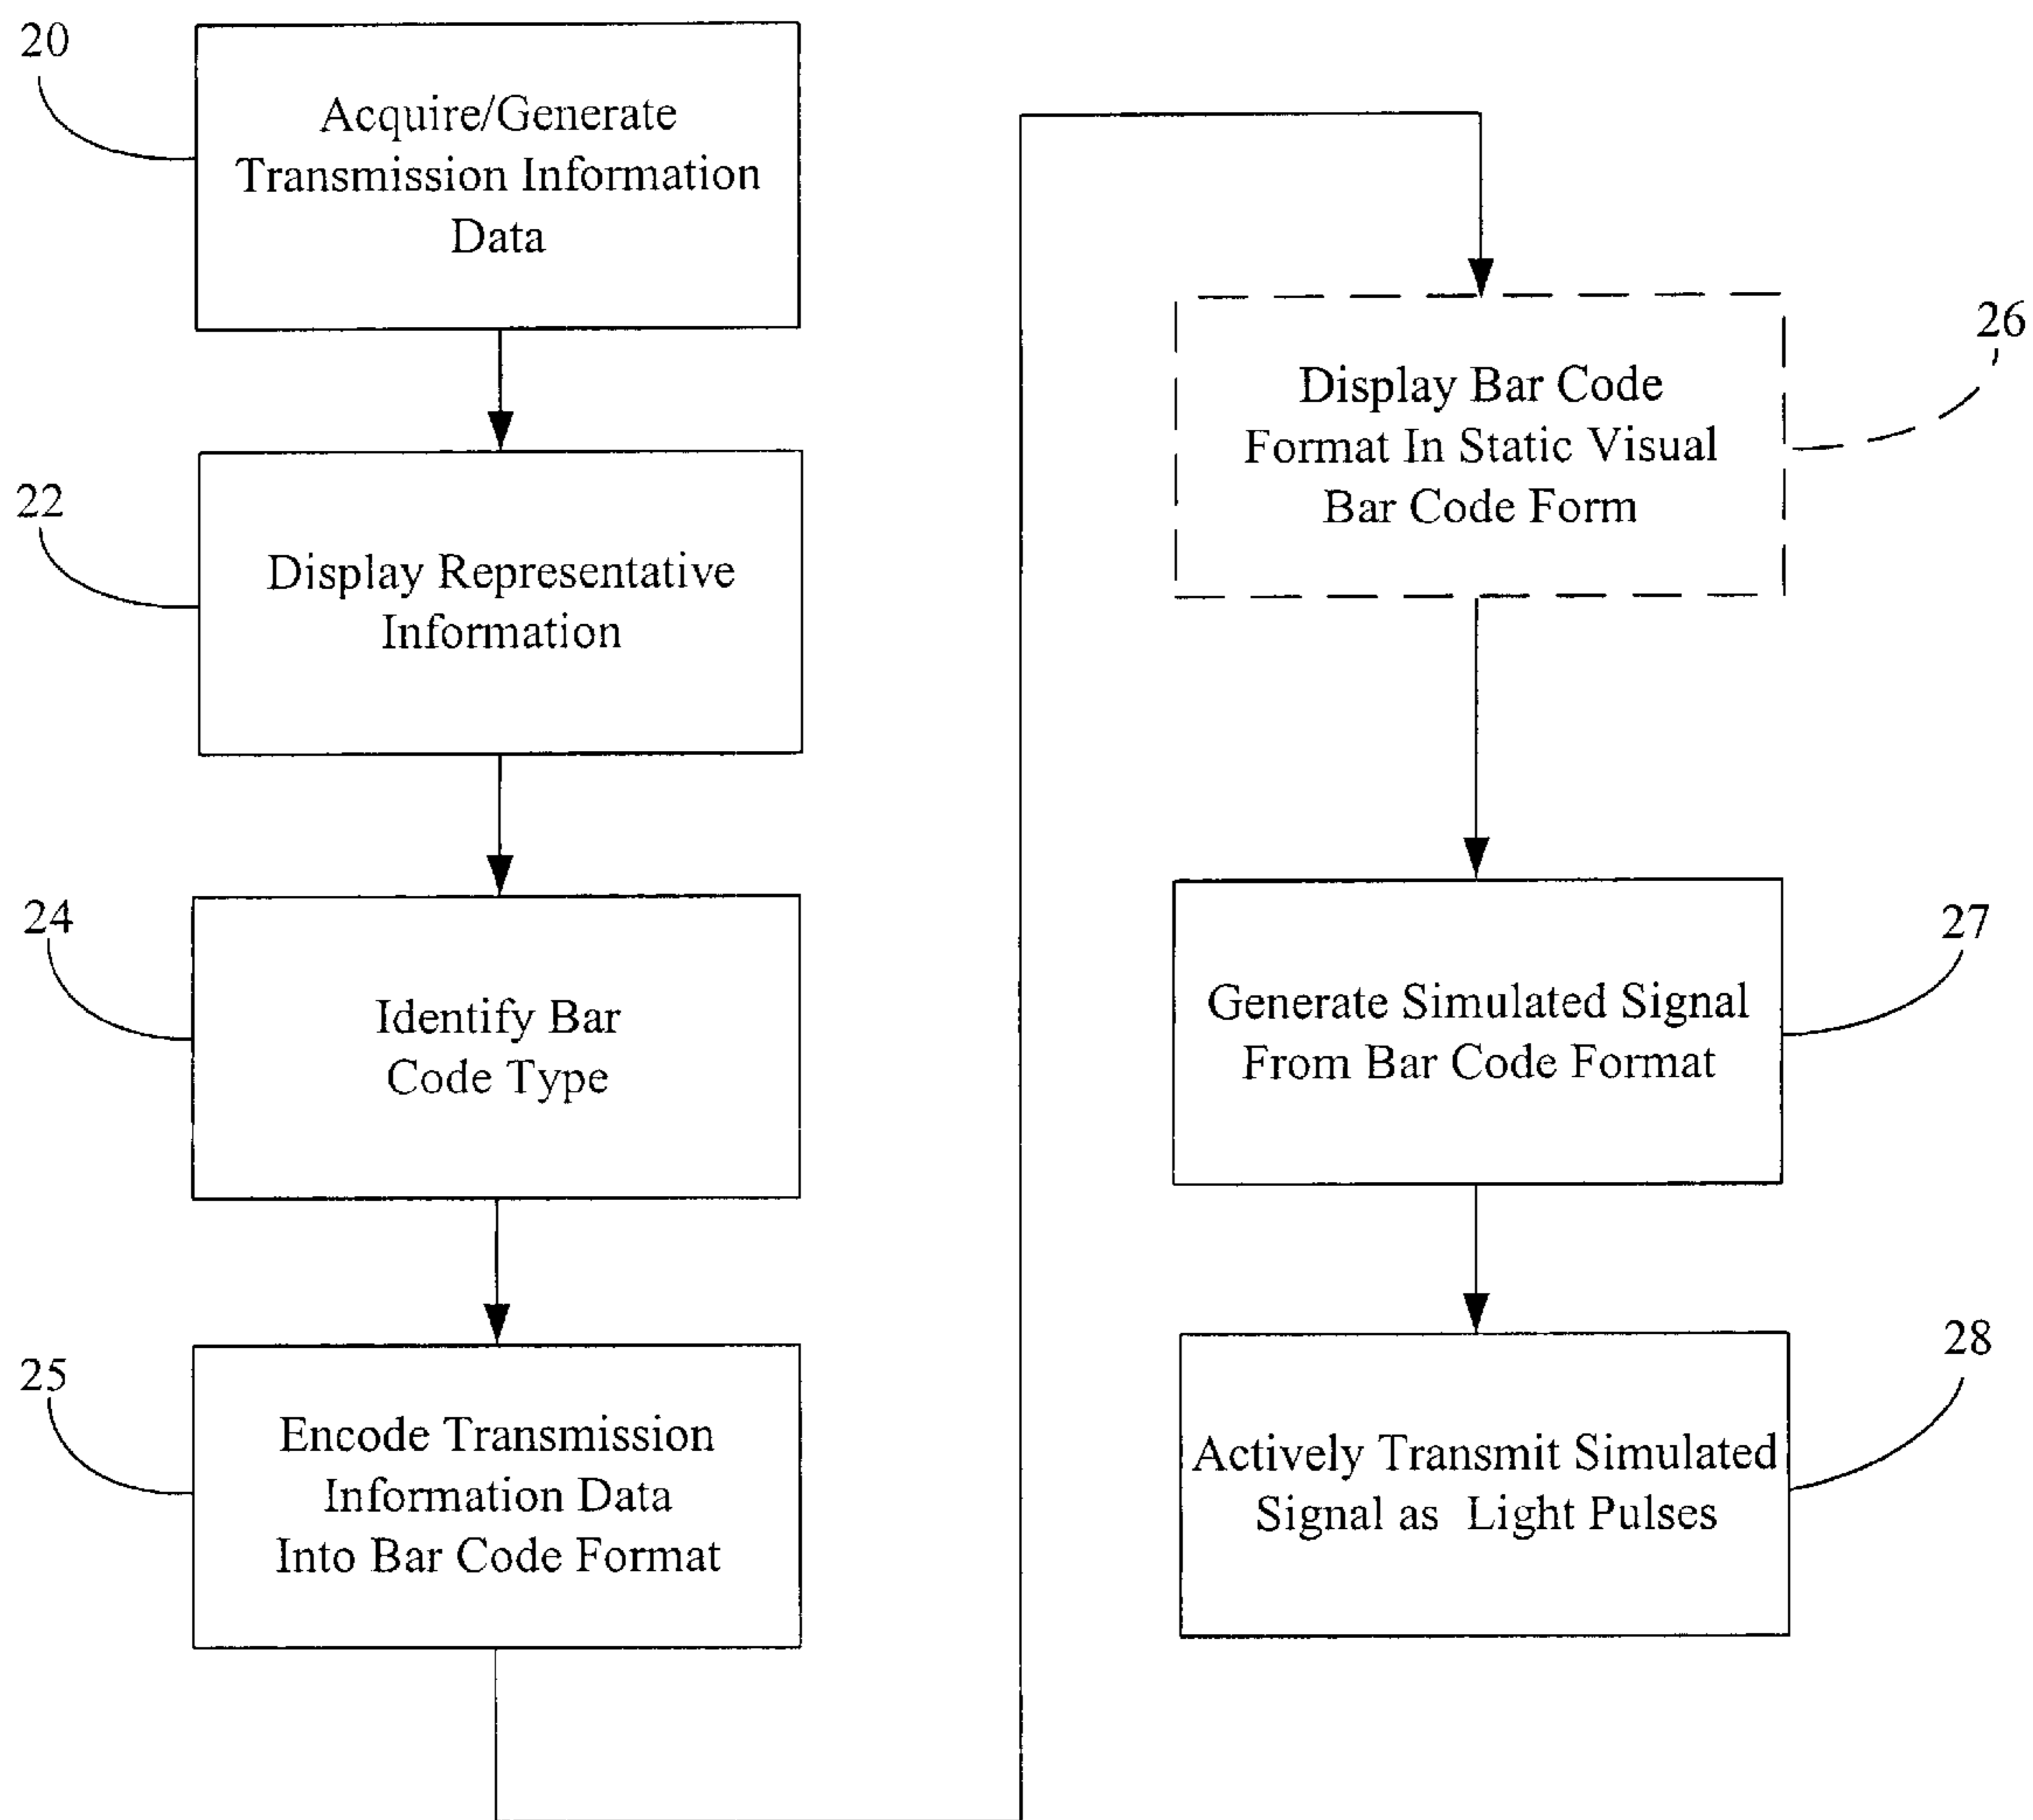 20
Acquire/Generate
Transmission Information
Data
22
Display Representative
Information
24
Identify Bar
Code Type
25
Encode Transmission
Information Data
Into Bar Code Format
26
Display Bar Code
Format In Static Visual
Bar Code Form
27
Generate Simulated Signal
From Bar Code Format
28
Actively Transmit Simulated
Signal as Light Pulses